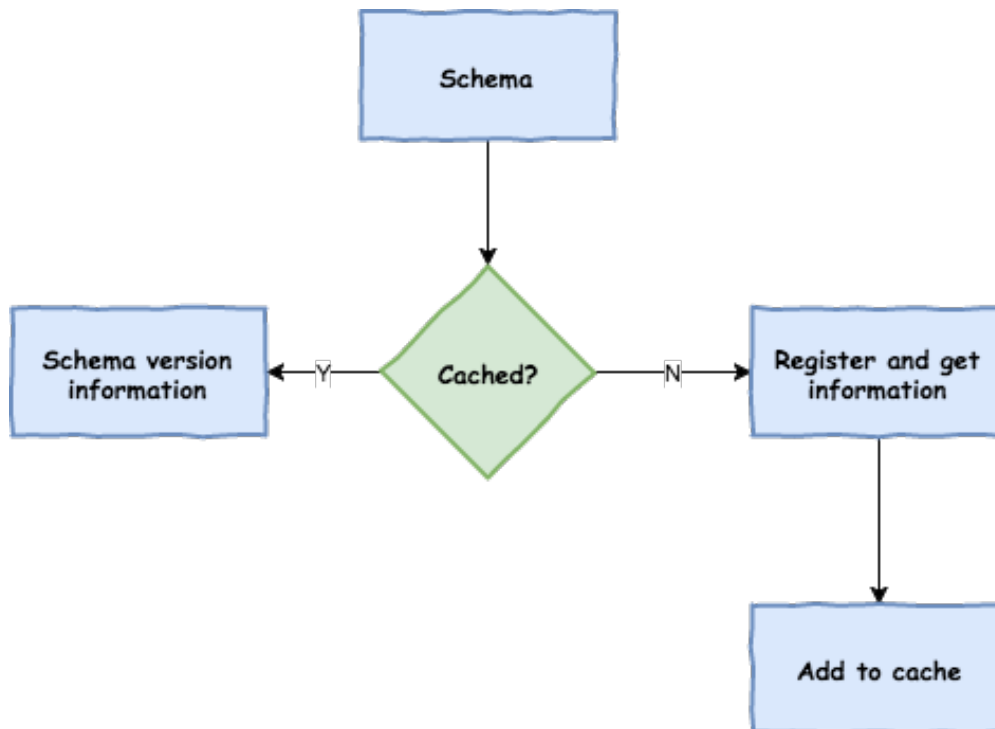 Schema
Schema version
information
Y
Cached?
N
Register and get
information
Add to cache